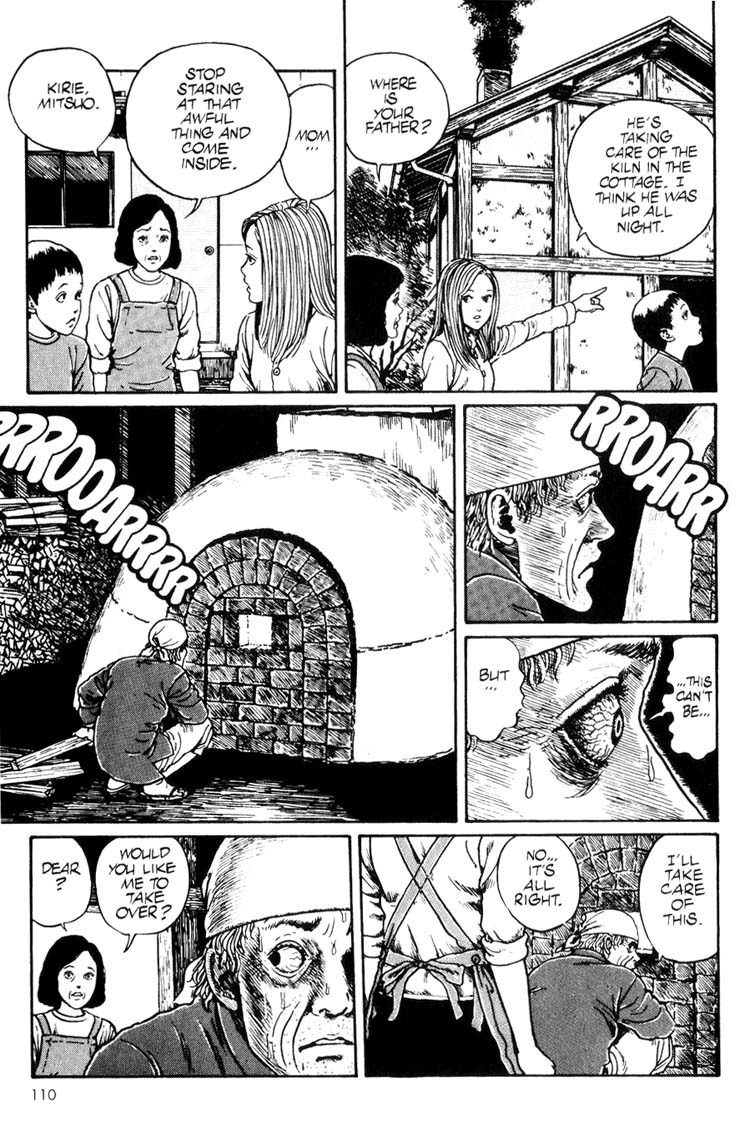 KIRIE,
MITSUO.
STOP
STARING
AT THAT
AWFUL
THING AND
COME
INSIDE.
MOM
...
WHERE
IS
YOUR
FATHER?
HE'S
TAKING
CARE OF THE
KILN IN THE
COTTAGE. I
THINK HE WAS
UP ALL
NIGHT.
RRROOARRRR
RROARR
BUT
...
...THIS
CAN'T
BE...
DEAR
?
WOULD
YOU LIKE
ME TO
TAKE
OVER?
NO...
IT'S
ALL
RIGHT.
I'LL
TAKE
CARE
OF
THIS.
110